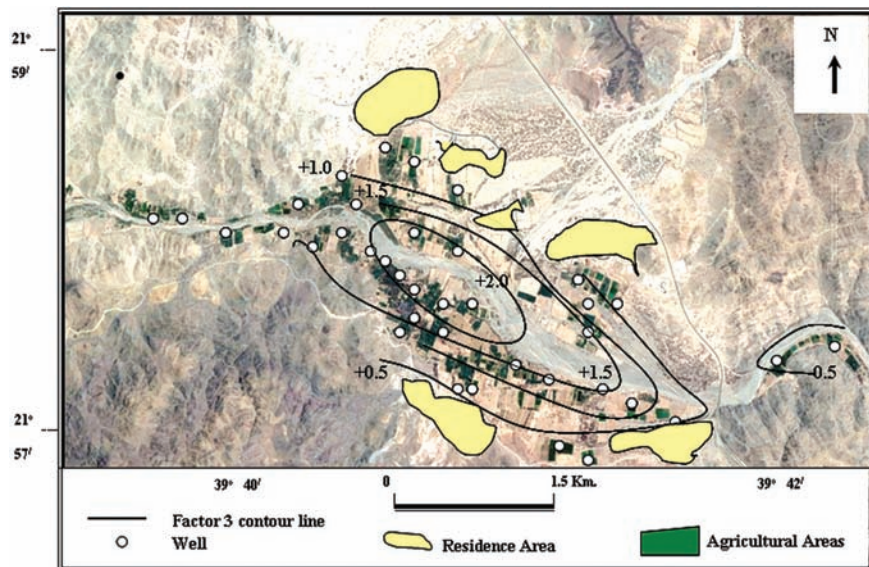 21°
59/
N
+1.0
+1.5
+2.0
+0.5
+1.5
-0.5
21°
57/
39° 40/
0
1.5 Km.
39° 42/
Factor 3 contour line
Well
Residence Area
Agricultural Areas